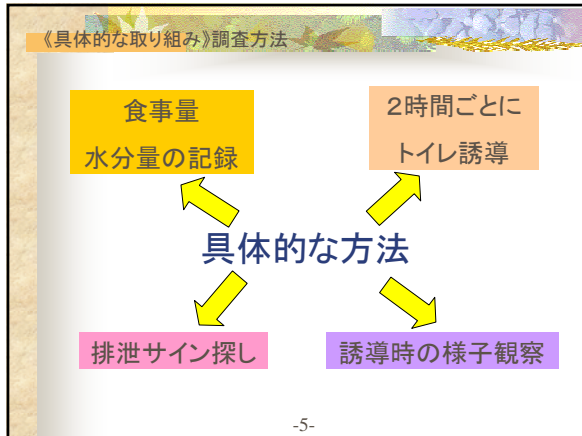 《具体的な取り組み》調査方法
食事量
水分量の記録
2時間ごとに
トイレ誘導
具体的な方法
排泄サイン探し
誘導時の様子観察
-5-